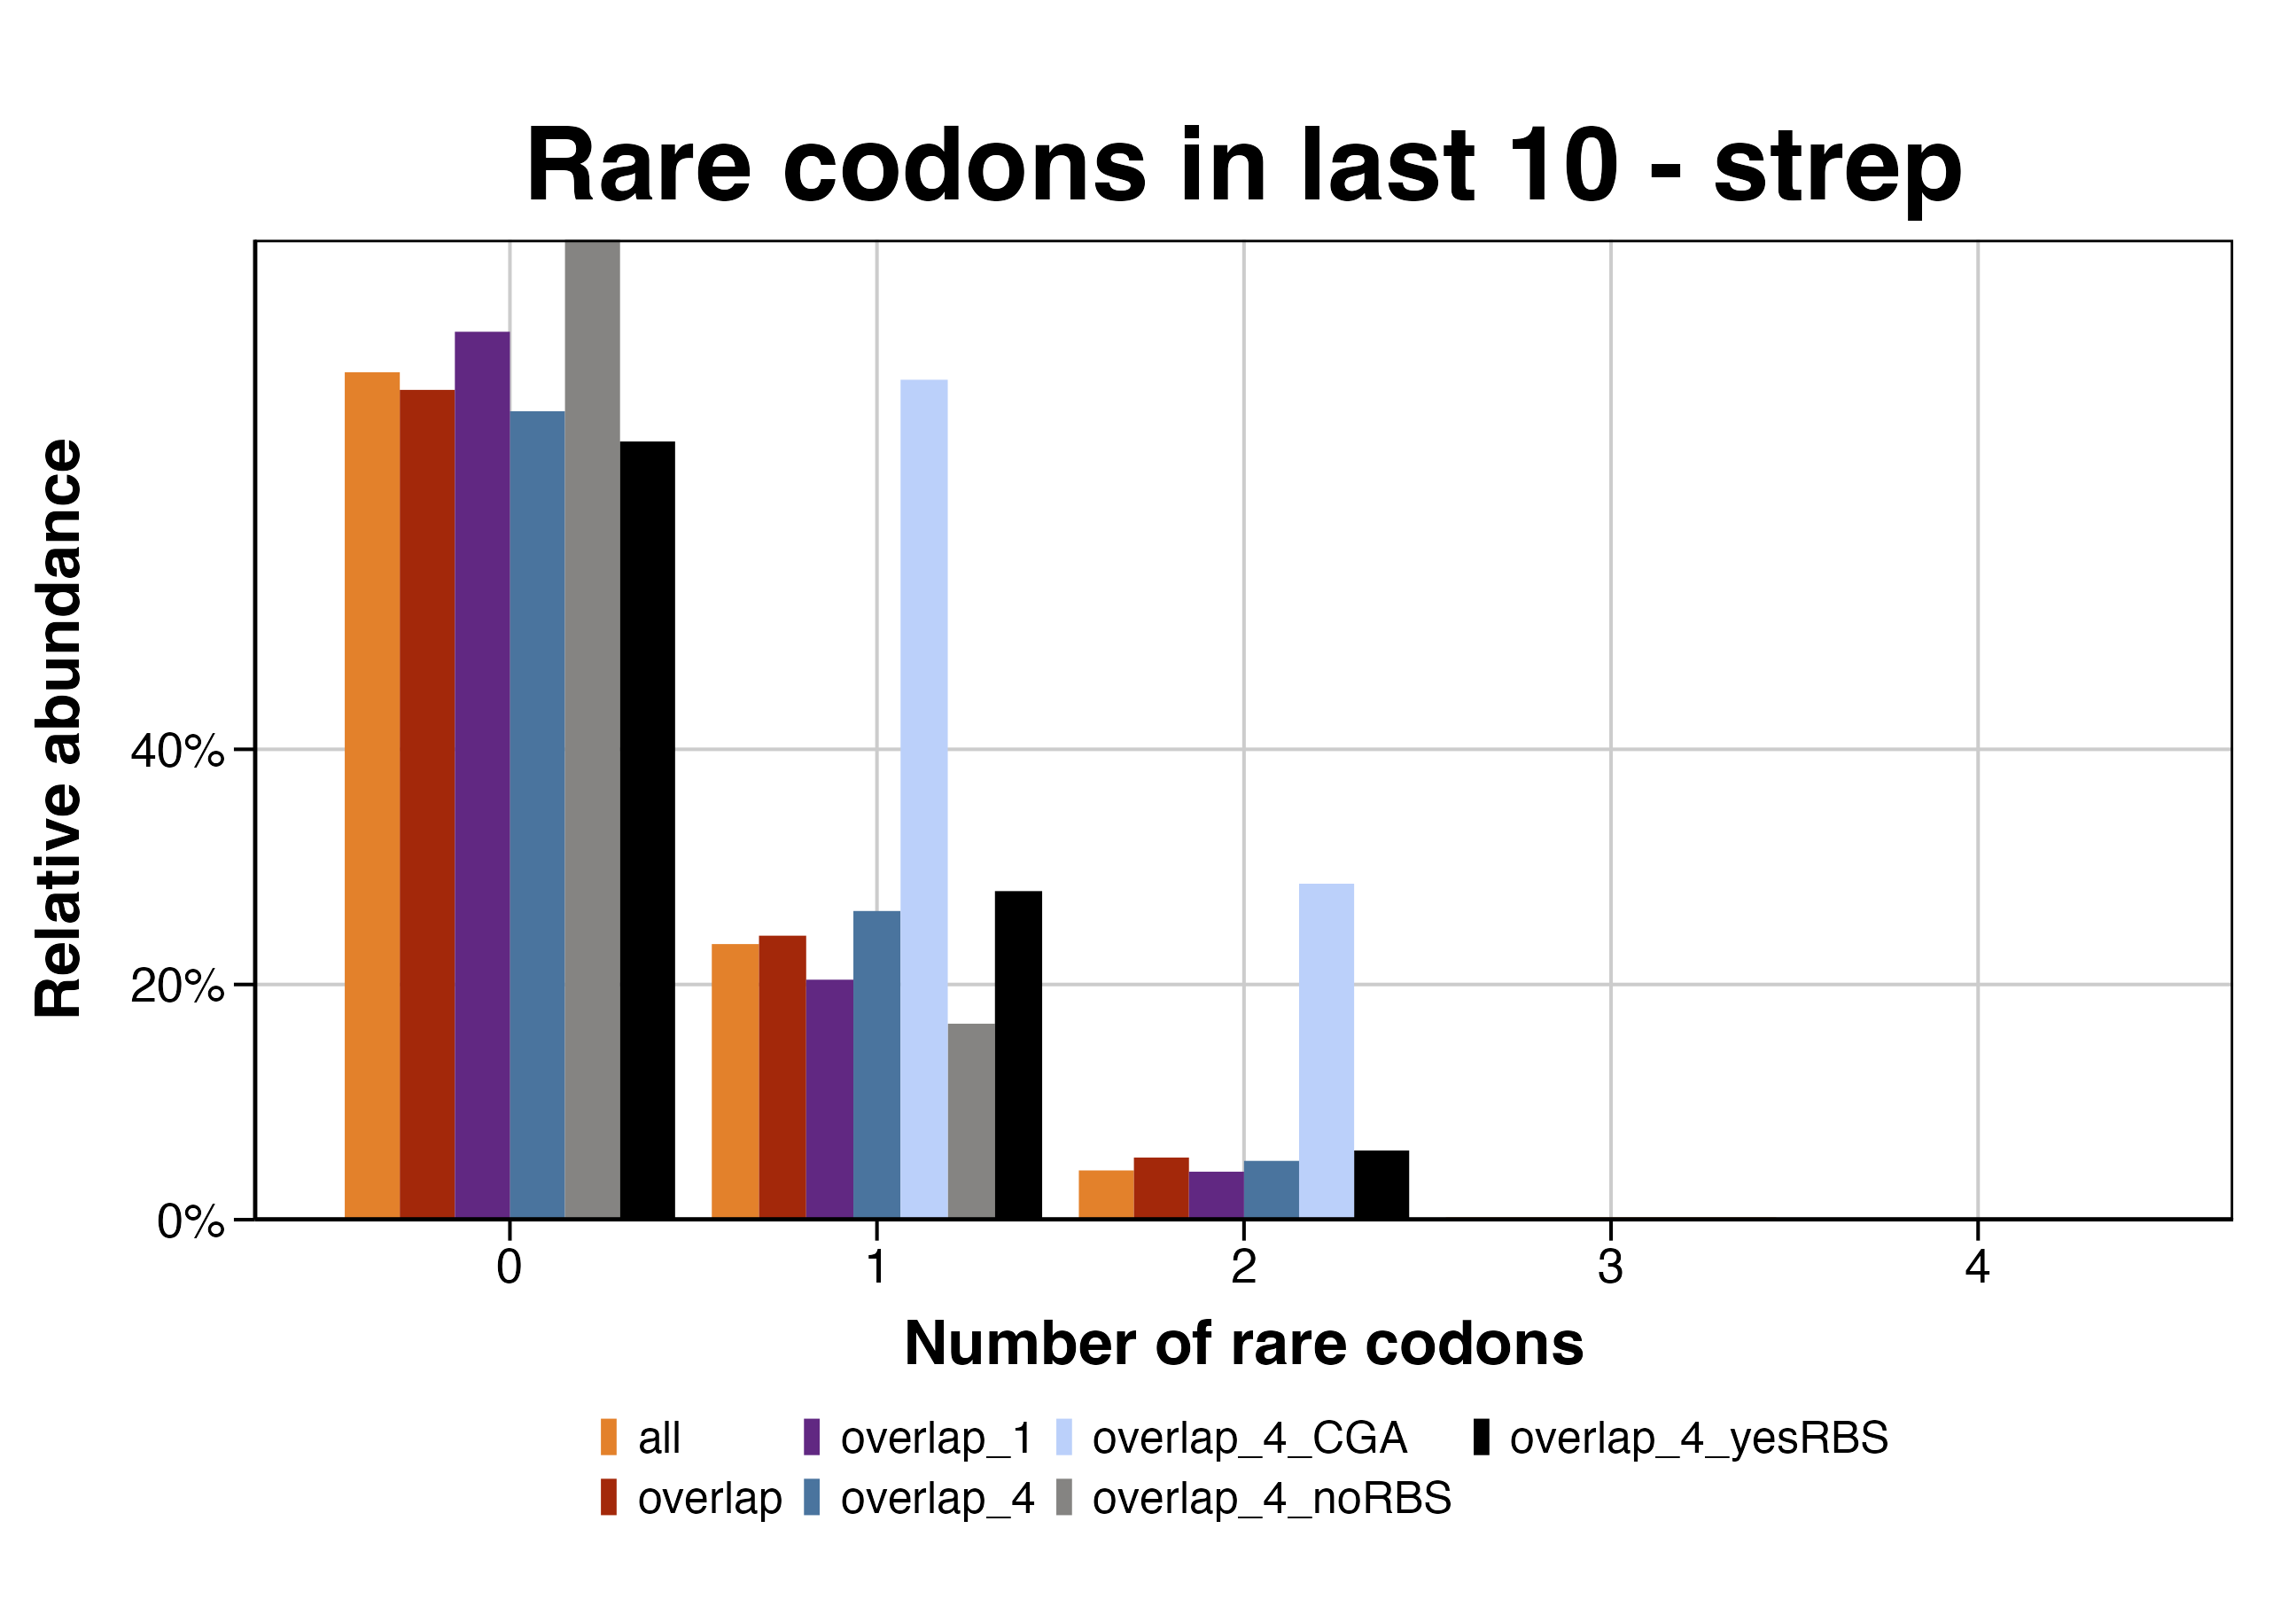 Rare codons in last 10 - strep
Relative abundance
40%
20%
0%
0 1 2 3 4
Number of rare codons
all overlap_1 overlap_4_CGA overlap_4_yesRBS
overlap overlap_4 overlap_4_noRBS